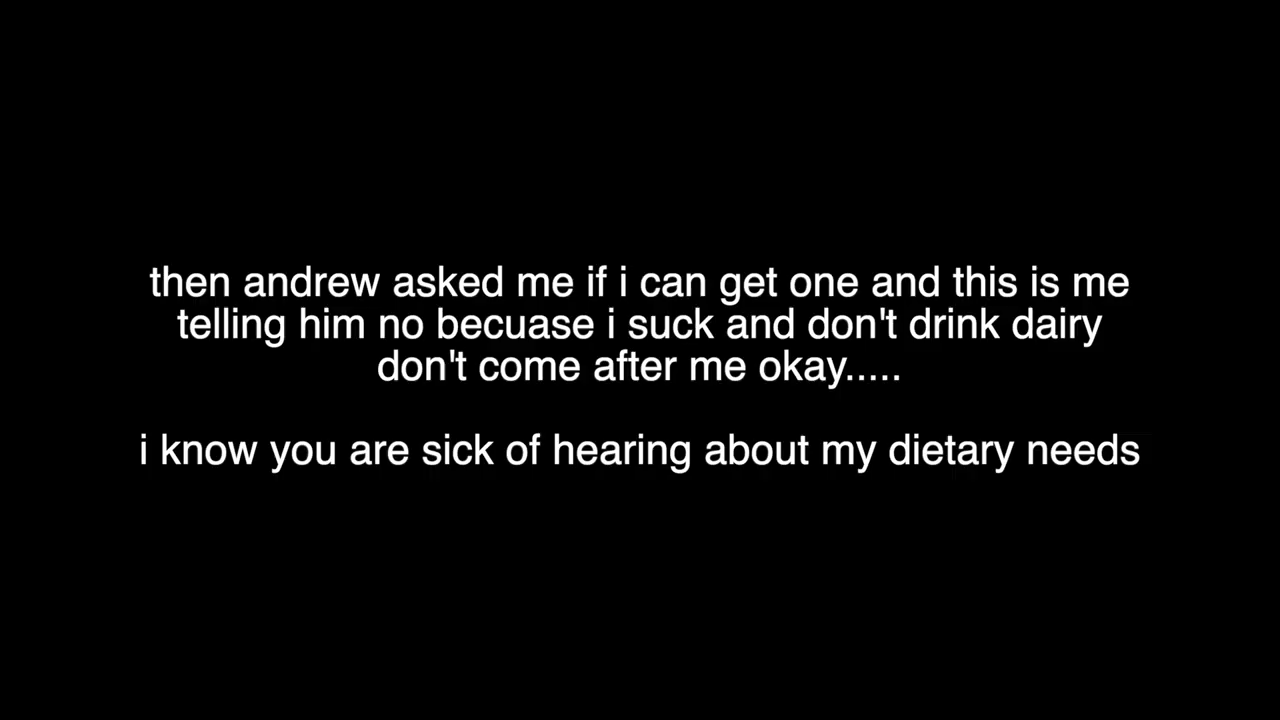 then andrew asked me if i can get one and this is me
telling him no becuase i suck and don't drink dairy
don't come after me okay.....
i know you are sick of hearing about my dietary needs